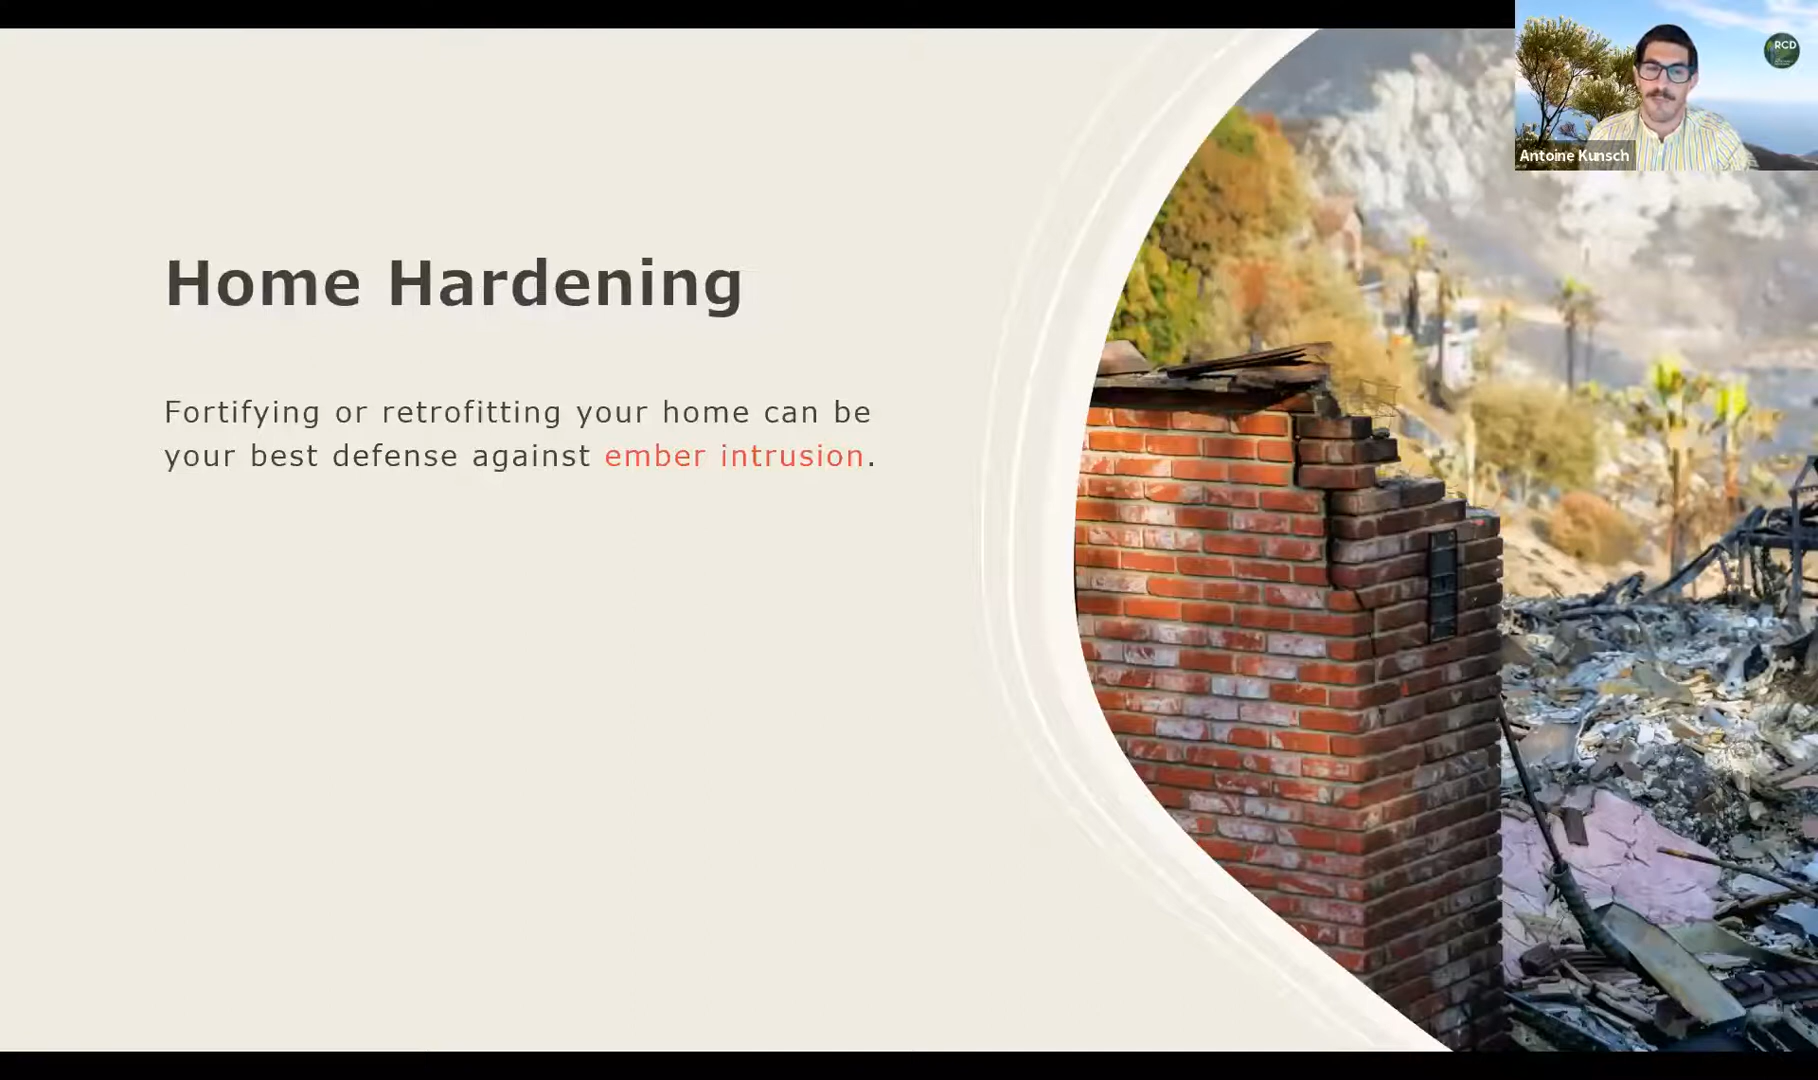 Home Hardening
Fortifying or retrofitting your home can be
your best defense against ember intrusion.
RCD
Antoine Kunsch